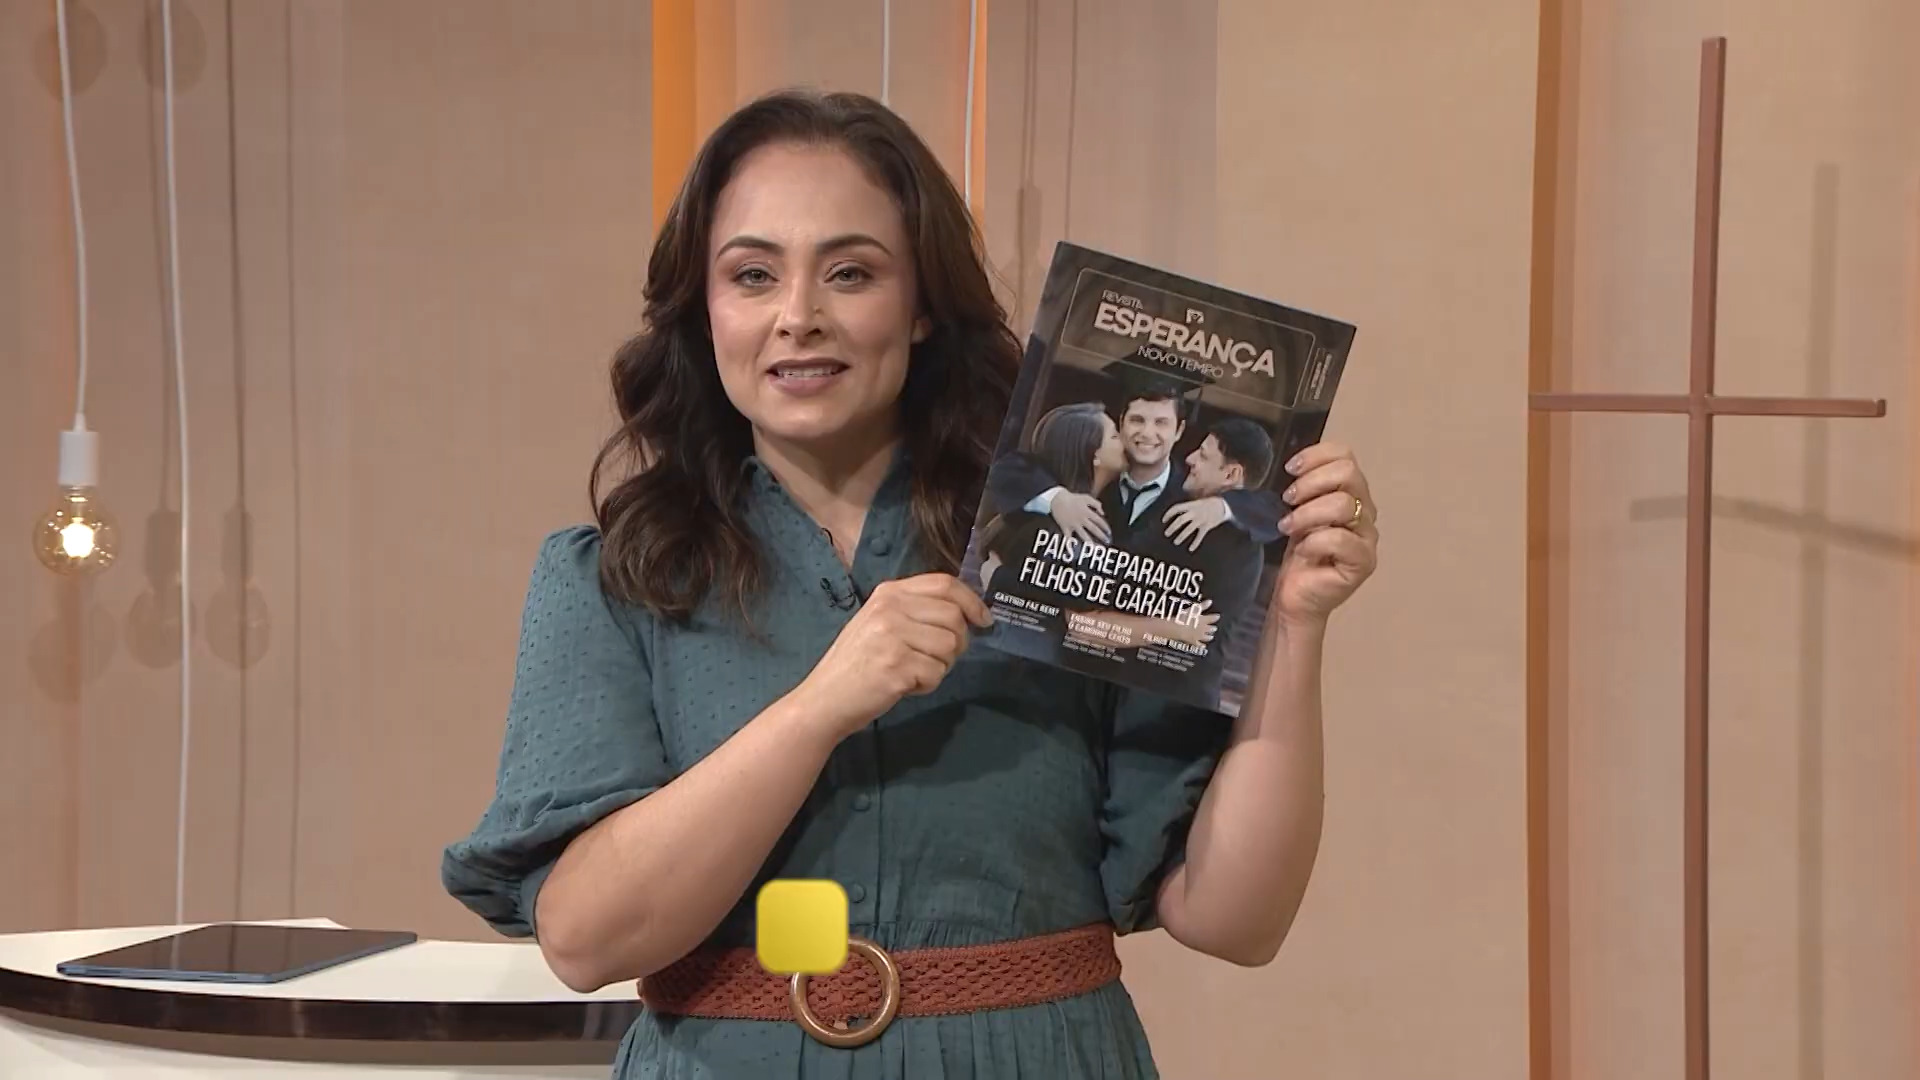 REVISTA
ESPERANÇA
NOVO TEMPO
PAIS PREPARADOS,
FILHOS DE CARÁTER
CASTIGO FAZ BEM?
ENSINE SEU FILHO
O CAMINHO CERTO
FILHOS REBELDES?